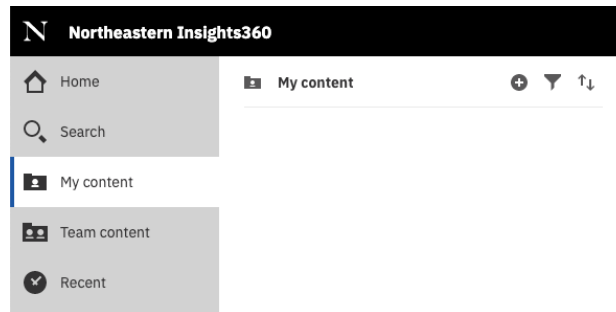 N Northeastern Insights360
Home
Search
My content
Team content
Recent
My content